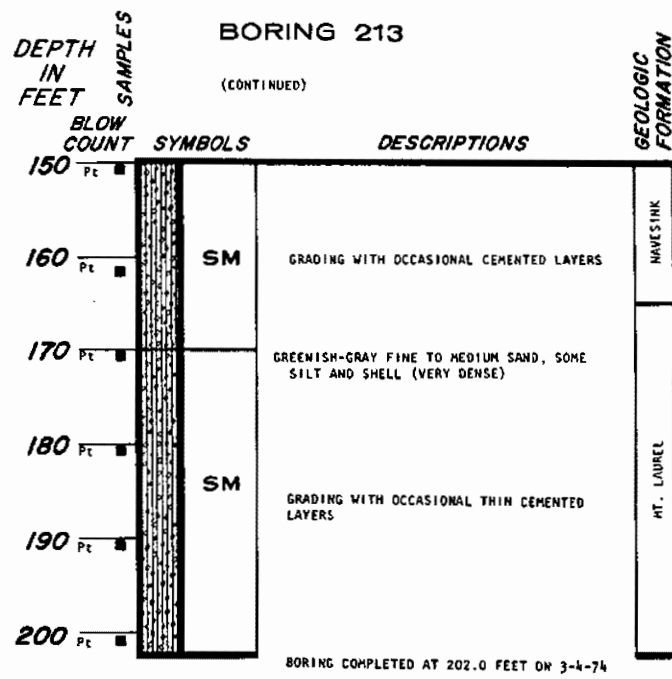 BORING 213
(CONTINUED)
DEPTH
IN
FEET
SAMPLES
BLOW
COUNT
SYMBOLS
DESCRIPTIONS
GEOLOGIC
FORMATION
150
Pt
160
Pt
SM
GRADING WITH OCCASIONAL CEMENTED LAYERS
NAVESINK
170
Pt
GREENISH-GRAY FINE TO MEDIUM SAND, SOME
SILT AND SHELL (VERY DENSE)
180
Pt
SM
GRADING WITH OCCASIONAL THIN CEMENTED
LAYERS
MT. LAUREL
190
Pt
200
Pt
BORING COMPLETED AT 202.0 FEET ON 3-4-74